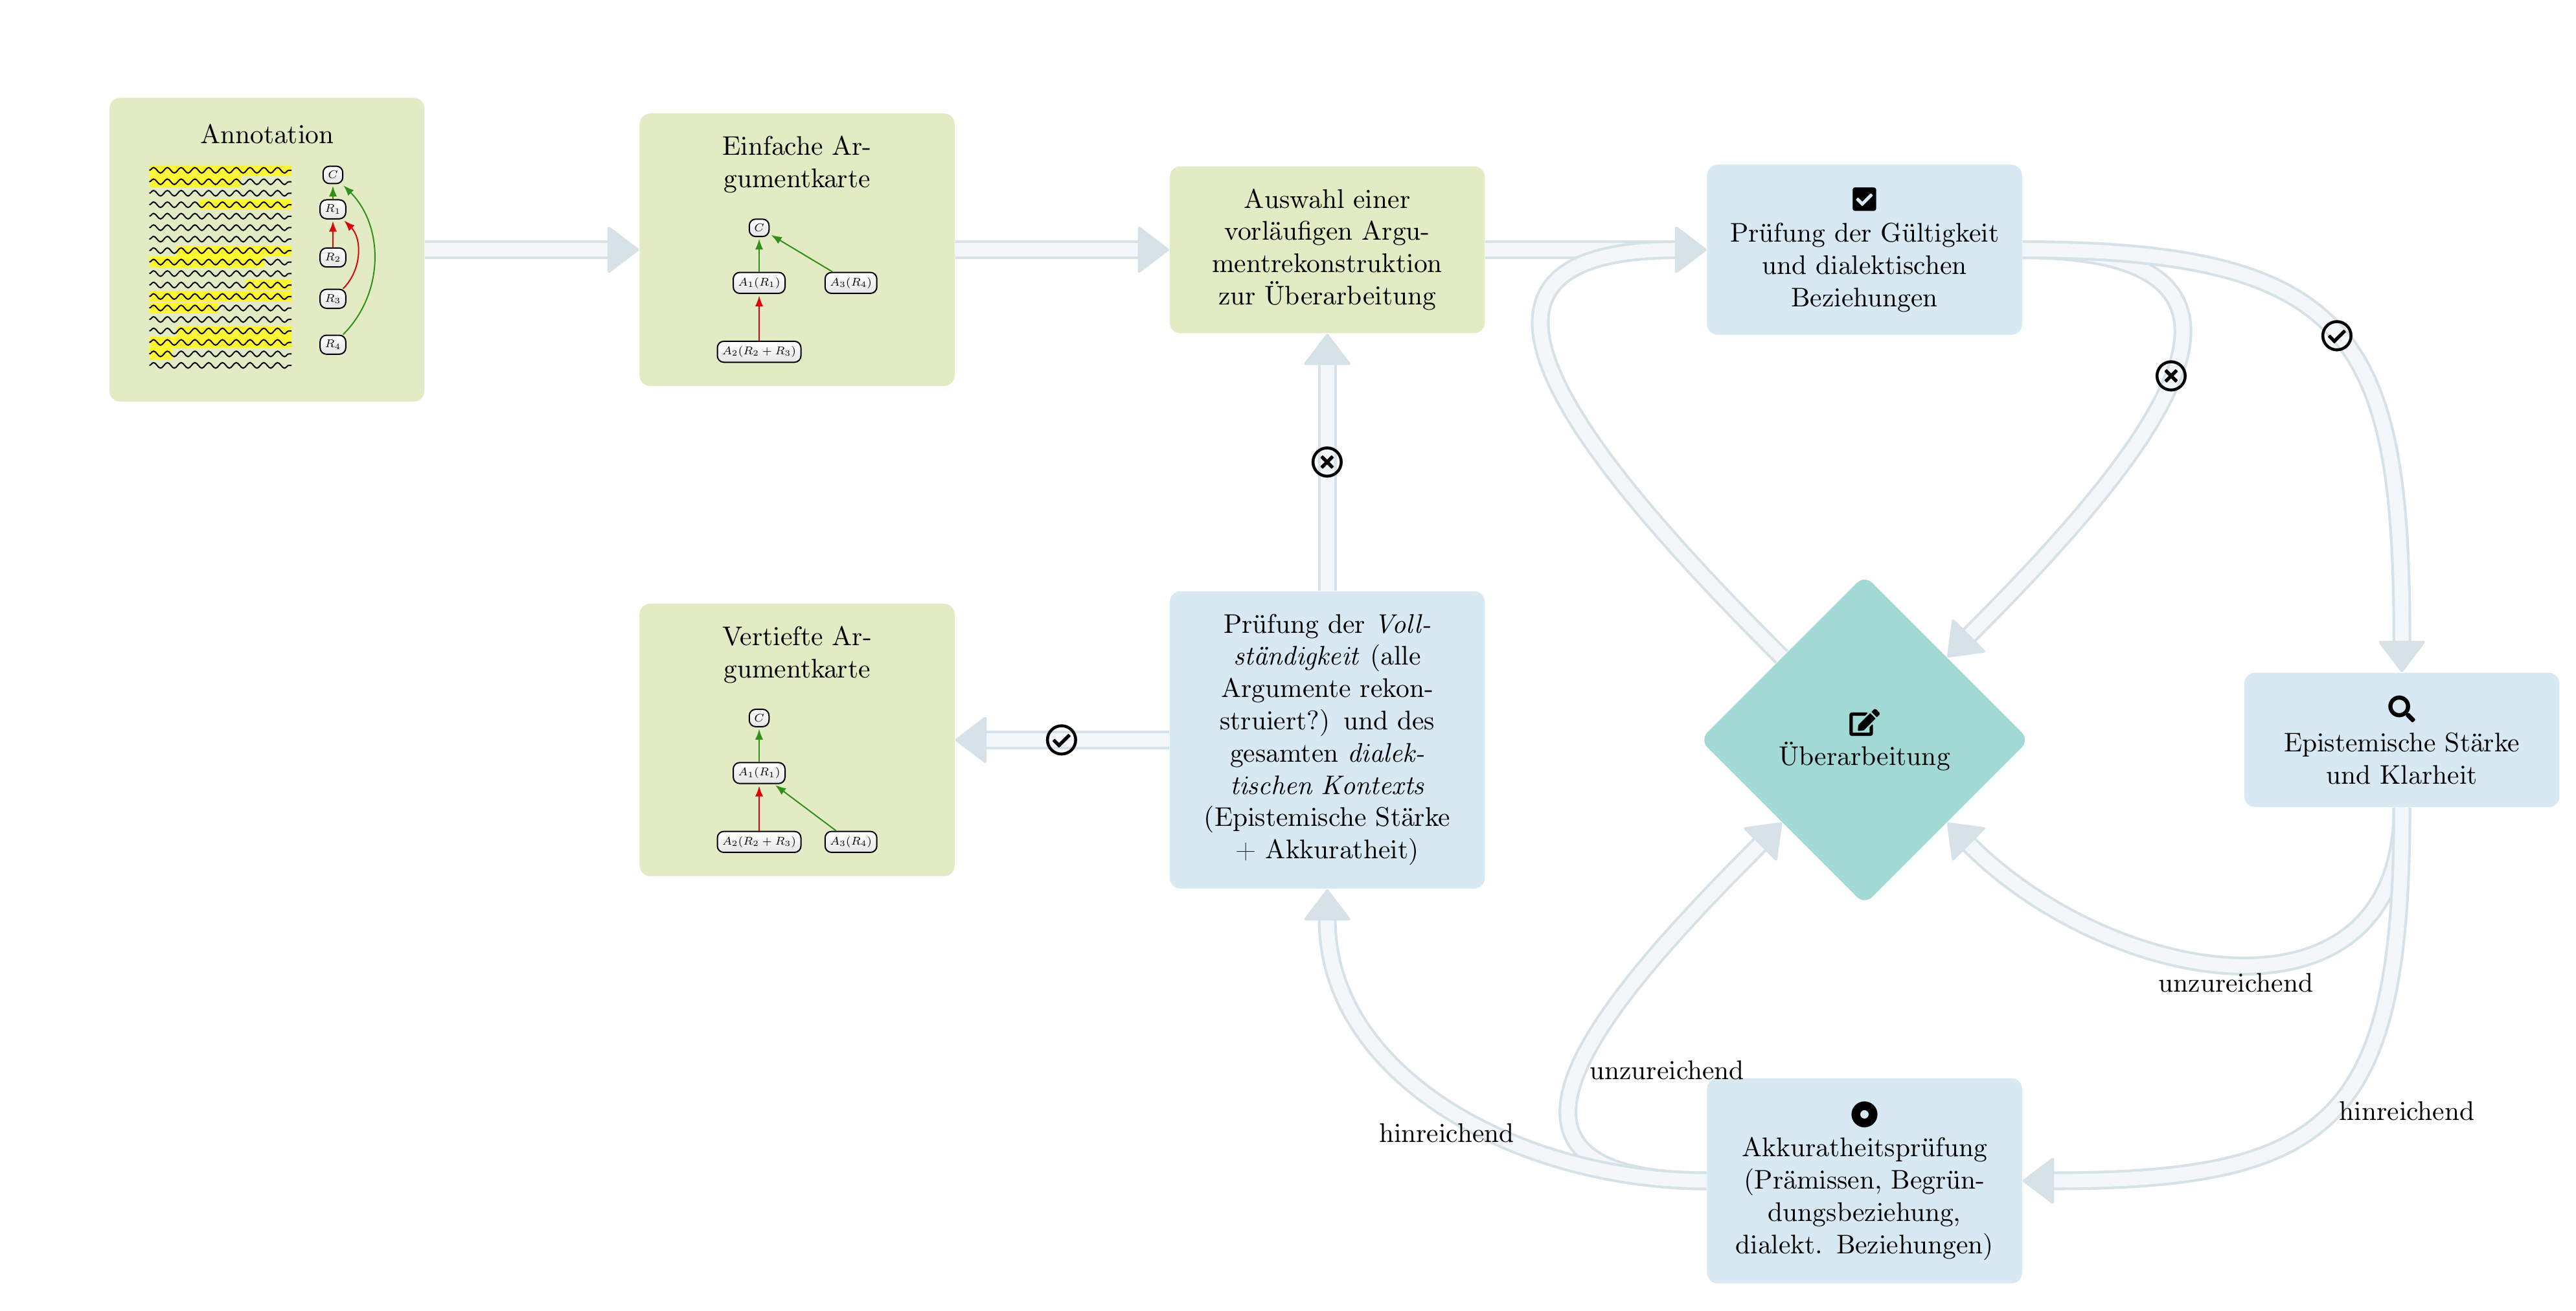 Annotation
C
R1
R2
R3
R4
Einfache Ar-
gumentkarte
C
A1(R1)
A3(R4)
A2(R2 + R3)
Auswahl einer
vorläufigen Argu-
mentrekonstruktion
zur Überarbeitung
Prüfung der Gültigkeit
und dialektischen
Beziehungen
Vertiefte Ar-
gumentkarte
C
A1(R1)
A2(R2 + R3)
A3(R4)
Prüfung der Voll-
ständigkeit (alle
Argumente rekon-
struiert?) und des
gesamten dialek-
tischen Kontexts
(Epistemische Stärke
+ Akkuratheit)
Überarbeitung
Epistemische Stärke
und Klarheit
unzureichend
unzureichend
hinreichend
hinreichend
Akkuratheitsprüfung
(Prämissen, Begrün-
dungsbeziehung,
dialekt. Beziehungen)